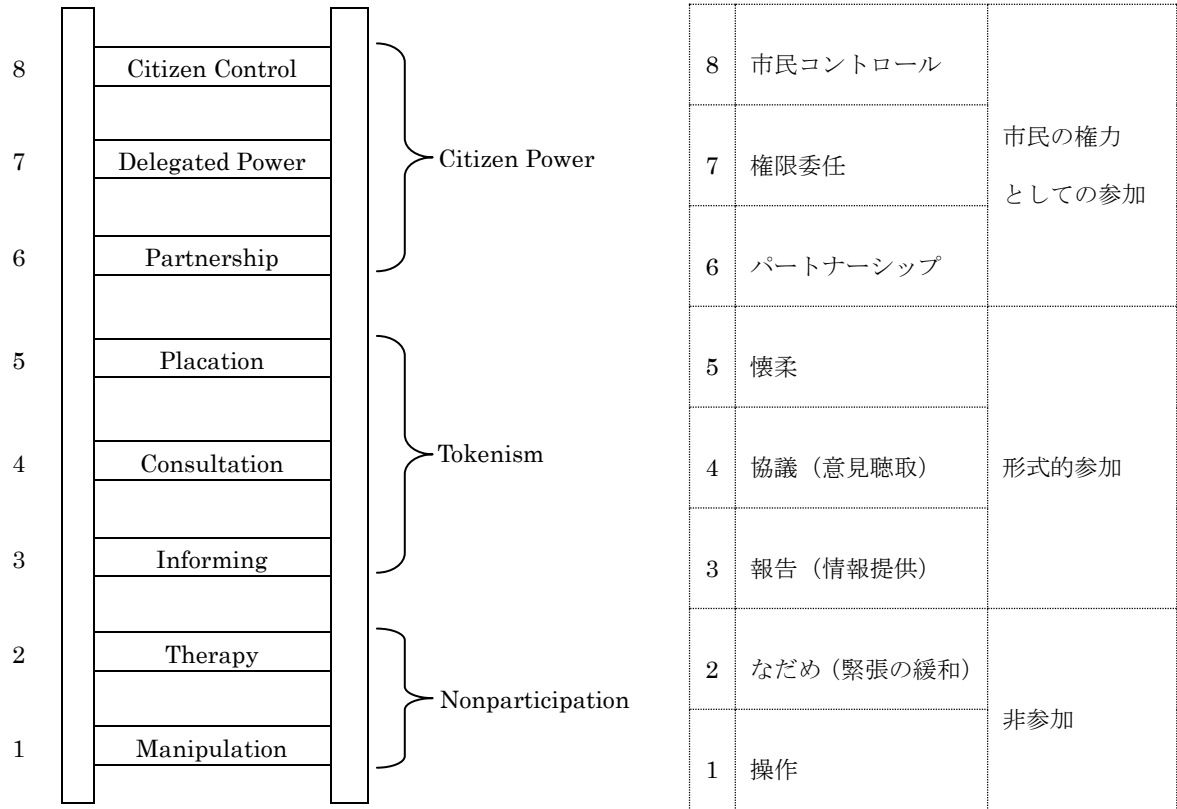 8 Citizen Control
7 Delegated Power
Citizen Power
6 Partnership
5 Placation
4 Consultation
Tokenism
3 Informing
2 Therapy
Nonparticipation
1 Manipulation
8 市民コントロール
7 権限委任
市民の権力
としての参加
6 パートナーシップ
5 懐柔
4 協議（意見聴取）
形式的参加
3 報告（情報提供）
2 なだめ（緊張の緩和）
非参加
1 操作